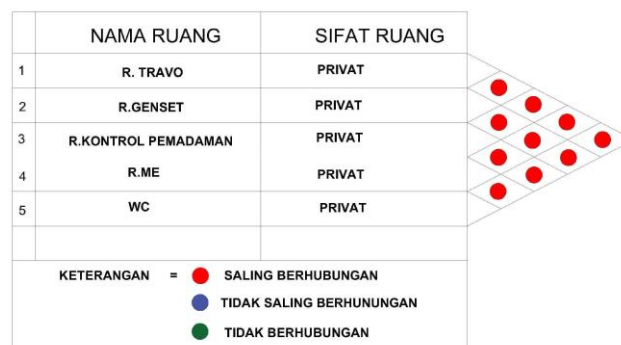 NAMA RUANG SIFAT RUANG
1 R. TRAVO PRIVAT
2 R.GENSET PRIVAT
3 R.KONTROL PEMADAMAN PRIVAT
4 R.ME PRIVAT
5 WC PRIVAT
KETERANGAN = SALING BERHUBUNGAN
TIDAK SALING BERHUNUNGAN
TIDAK BERHUBUNGAN